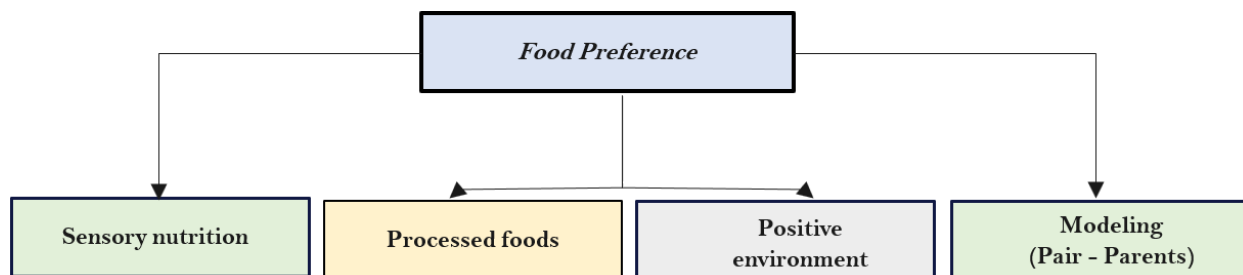 Food Preference
Sensory nutrition
Processed foods
Positive
environment
Modeling
(Pair - Parents)